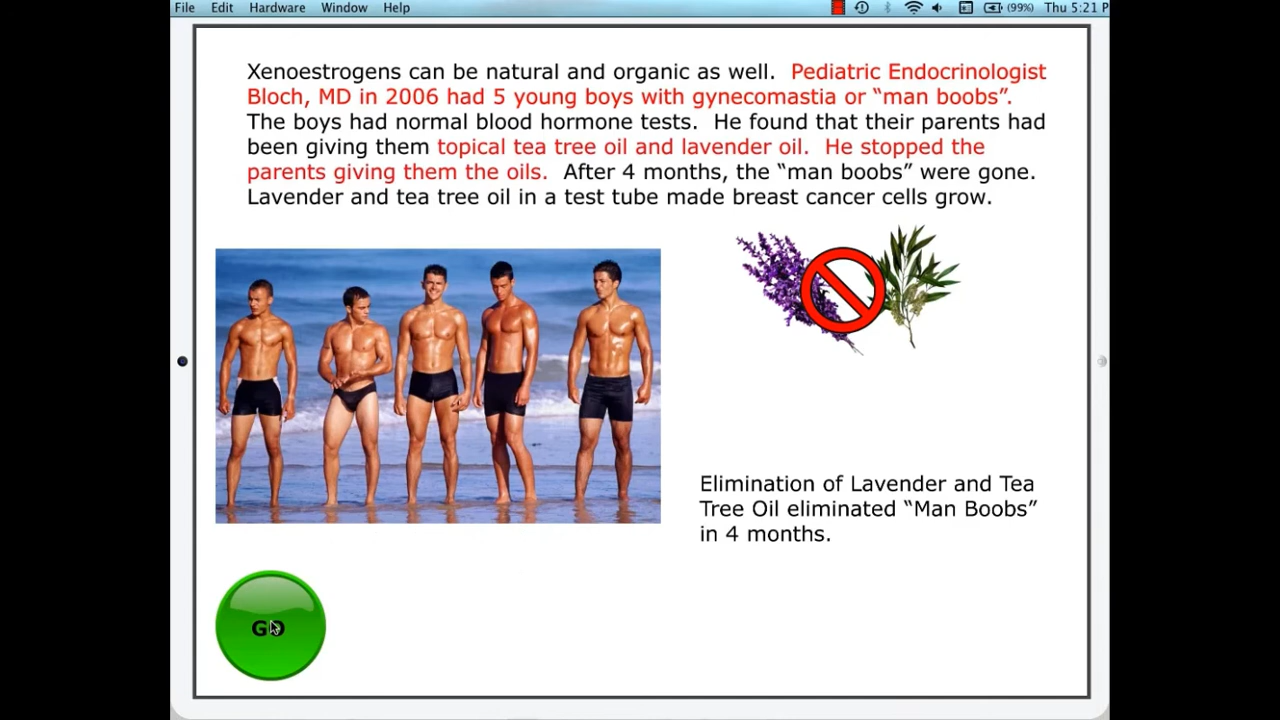 File Edit Hardware Window Help (99%) Thu 5:21 P
Xenoestrogens can be natural and organic as well. Pediatric Endocrinologist
Bloch, MD in 2006 had 5 young boys with gynecomastia or “man boobs”.
The boys had normal blood hormone tests. He found that their parents had
been giving them topical tea tree oil and lavender oil. He stopped the
parents giving them the oils. After 4 months, the “man boobs” were gone.
Lavender and tea tree oil in a test tube made breast cancer cells grow.
Elimination of Lavender and Tea
Tree Oil eliminated “Man Boobs”
in 4 months.
GO